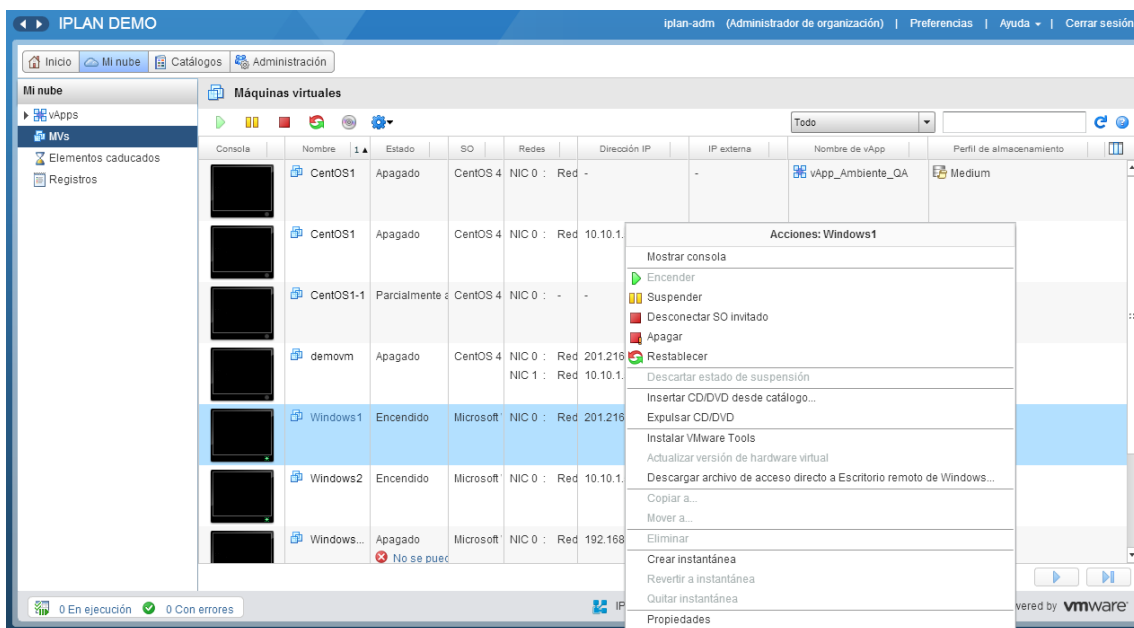 IPLAN DEMO
iplan-adm (Administrador de organización) | Preferencias | Ayuda | Cerrar sesión
Inicio Mi nube Catálogos Administración
Mi nube
vApps
MVs
Elementos caducados
Registros
Máquinas virtuales
Todo
Consola Nombre 1 Estado SO Redes Dirección IP IP externa Nombre de vApp Perfil de almacenamiento
CentOS1 Apagado CentOS 4 NIC 0 : Red - - vApp_Ambiente_QA Medium
CentOS1 Apagado CentOS 4 NIC 0 : Red 10.10.1.
CentOS1-1 Parcialmente a CentOS 4 NIC 0 : - -
demovm Apagado CentOS 4 NIC 0 : Red 201.216
NIC 1 : Red 10.10.1.
Windows1 Encendido Microsoft NIC 0 : Red 201.216
Windows2 Encendido Microsoft NIC 0 : Red 10.10.1.
Windows... Apagado Microsoft NIC 0 : Red 192.168
No se pued
Acciones: Windows1
Mostrar consola
Encender
Suspender
Desconectar SO invitado
Apagar
Restablecer
Descartar estado de suspensión
Insertar CD/DVD desde catálogo...
Expulsar CD/DVD
Instalar VMware Tools
Actualizar versión de hardware virtual
Descargar archivo de acceso directo a Escritorio remoto de Windows...
Copiar a...
Mover a...
Eliminar
Crear instantánea
Revertir a instantánea
Quitar instantánea
Propiedades
0 En ejecución 0 Con errores
IP
vered by vmware